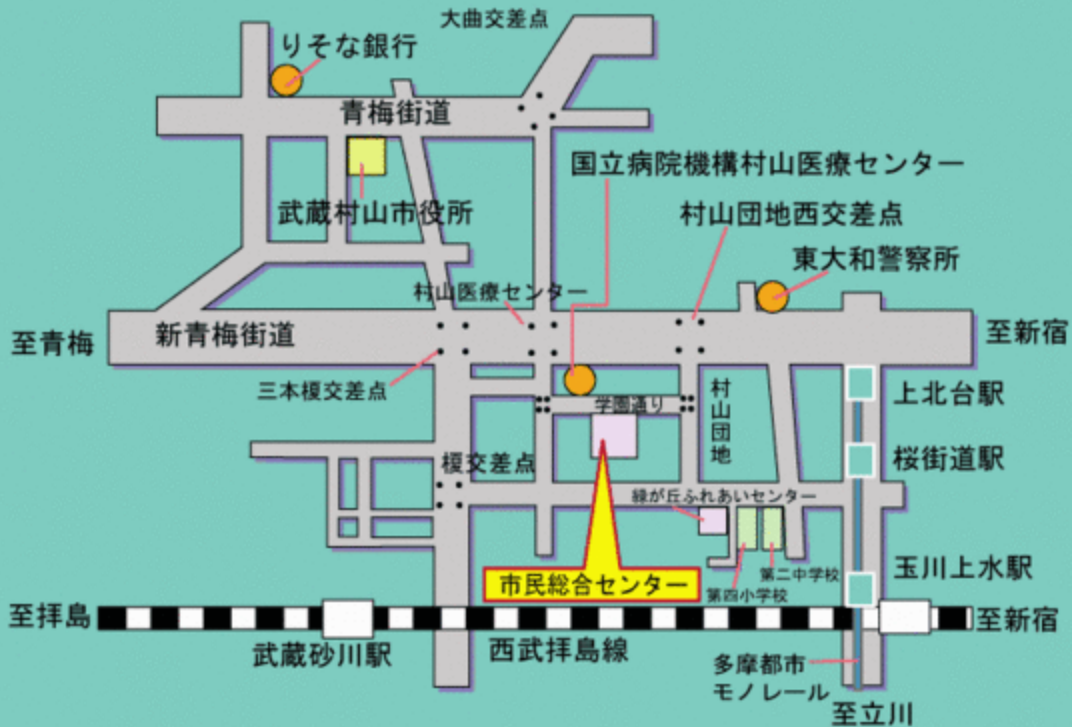 大曲交差点
りそな銀行
青梅街道
国立病院機構村山医療センター
武蔵村山市役所
村山団地西交差点
東大和警察所
村山医療センター
至青梅
新青梅街道
至新宿
三本榎交差点
村山団地
上北台駅
学園通り
榎交差点
桜街道駅
緑が丘ふれあいセンター
玉川上水駅
第二中学校
市民総合センター
第四小学校
至拝島
至新宿
武蔵砂川駅
西武拝島線
多摩都市
モノレール
至立川